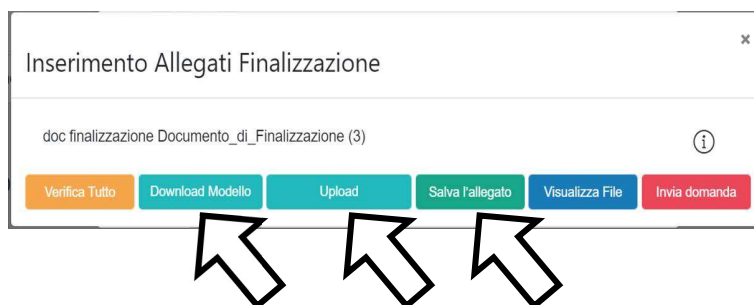 ×
Inserimento Allegati Finalizzazione
doc finalizzazione Documento_di_Finalizzazione (3)
i
Verifica Tutto Download Modello Upload Salva l'allegato Visualizza File Invia domanda